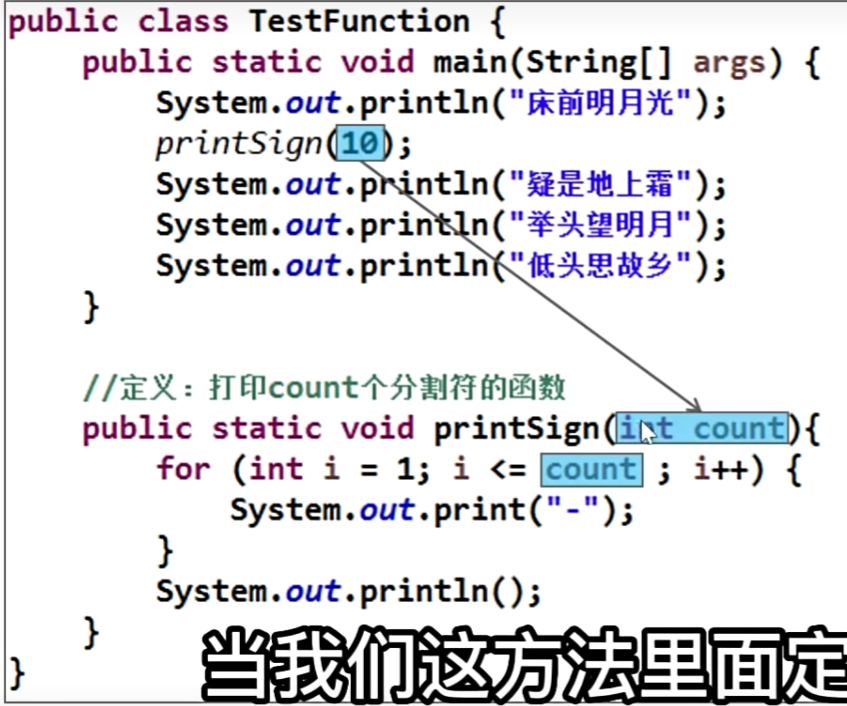 public class TestFunction {
public static void main(String[] args) {
System.out.println("床前明月光");
printSign(10);
System.out.println("疑是地上霜");
System.out.println("举头望明月");
System.out.println("低头思故乡");
}
//定义：打印count个分割符的函数
public static void printSign(int count){
for (int i = 1; i <= count ; i++) {
System.out.print("-");
}
System.out.println();
}
}
当我们这方法里面定